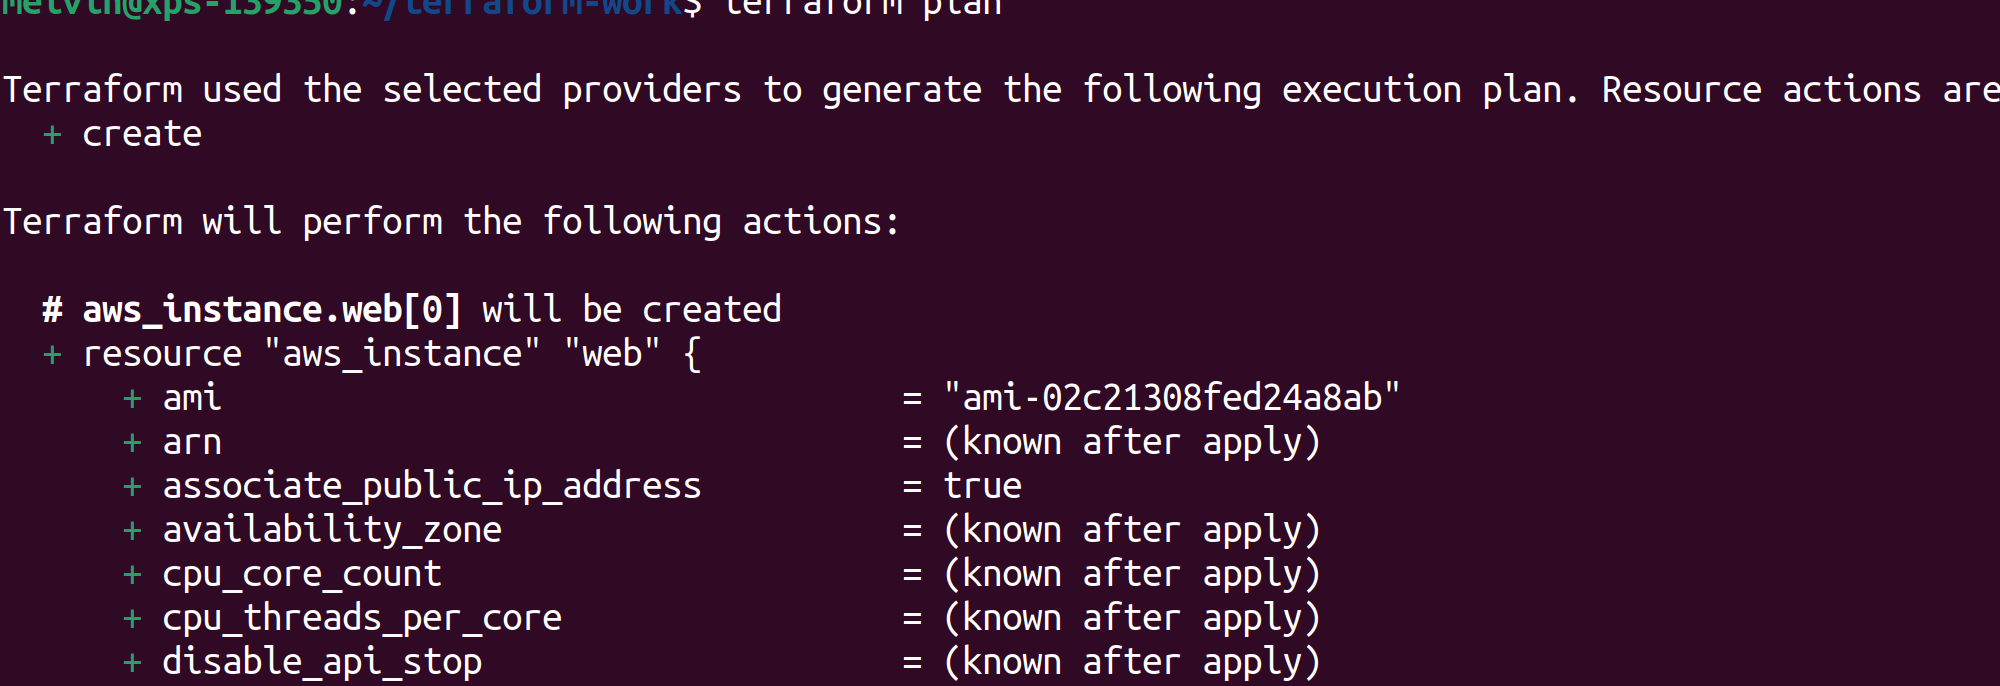 melvin@xps-139350:~/terraform-work$ terraform plan
Terraform used the selected providers to generate the following execution plan. Resource actions are
+ create
Terraform will perform the following actions:
# aws_instance.web[0] will be created
+ resource "aws_instance" "web" {
+ ami = "ami-02c21308fed24a8ab"
+ arn = (known after apply)
+ associate_public_ip_address = true
+ availability_zone = (known after apply)
+ cpu_core_count = (known after apply)
+ cpu_threads_per_core = (known after apply)
+ disable_api_stop = (known after apply)